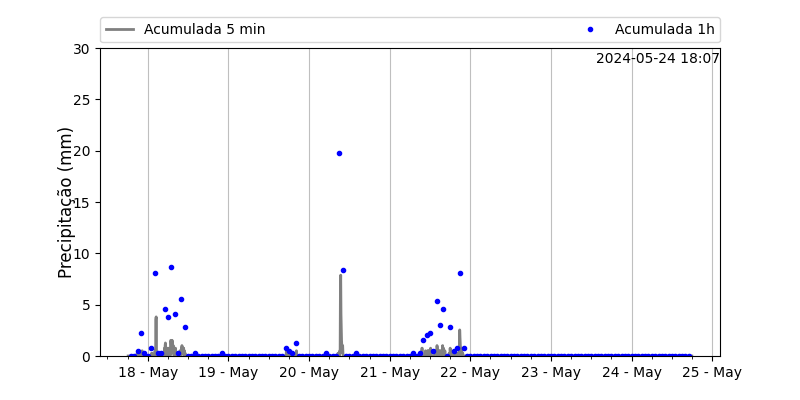 Acumulada 5 min
Acumulada 1h
2024-05-24 18:07
Precipitação (mm)
30
25
20
15
10
5
0
18 - May
19 - May
20 - May
21 - May
22 - May
23 - May
24 - May
25 - May